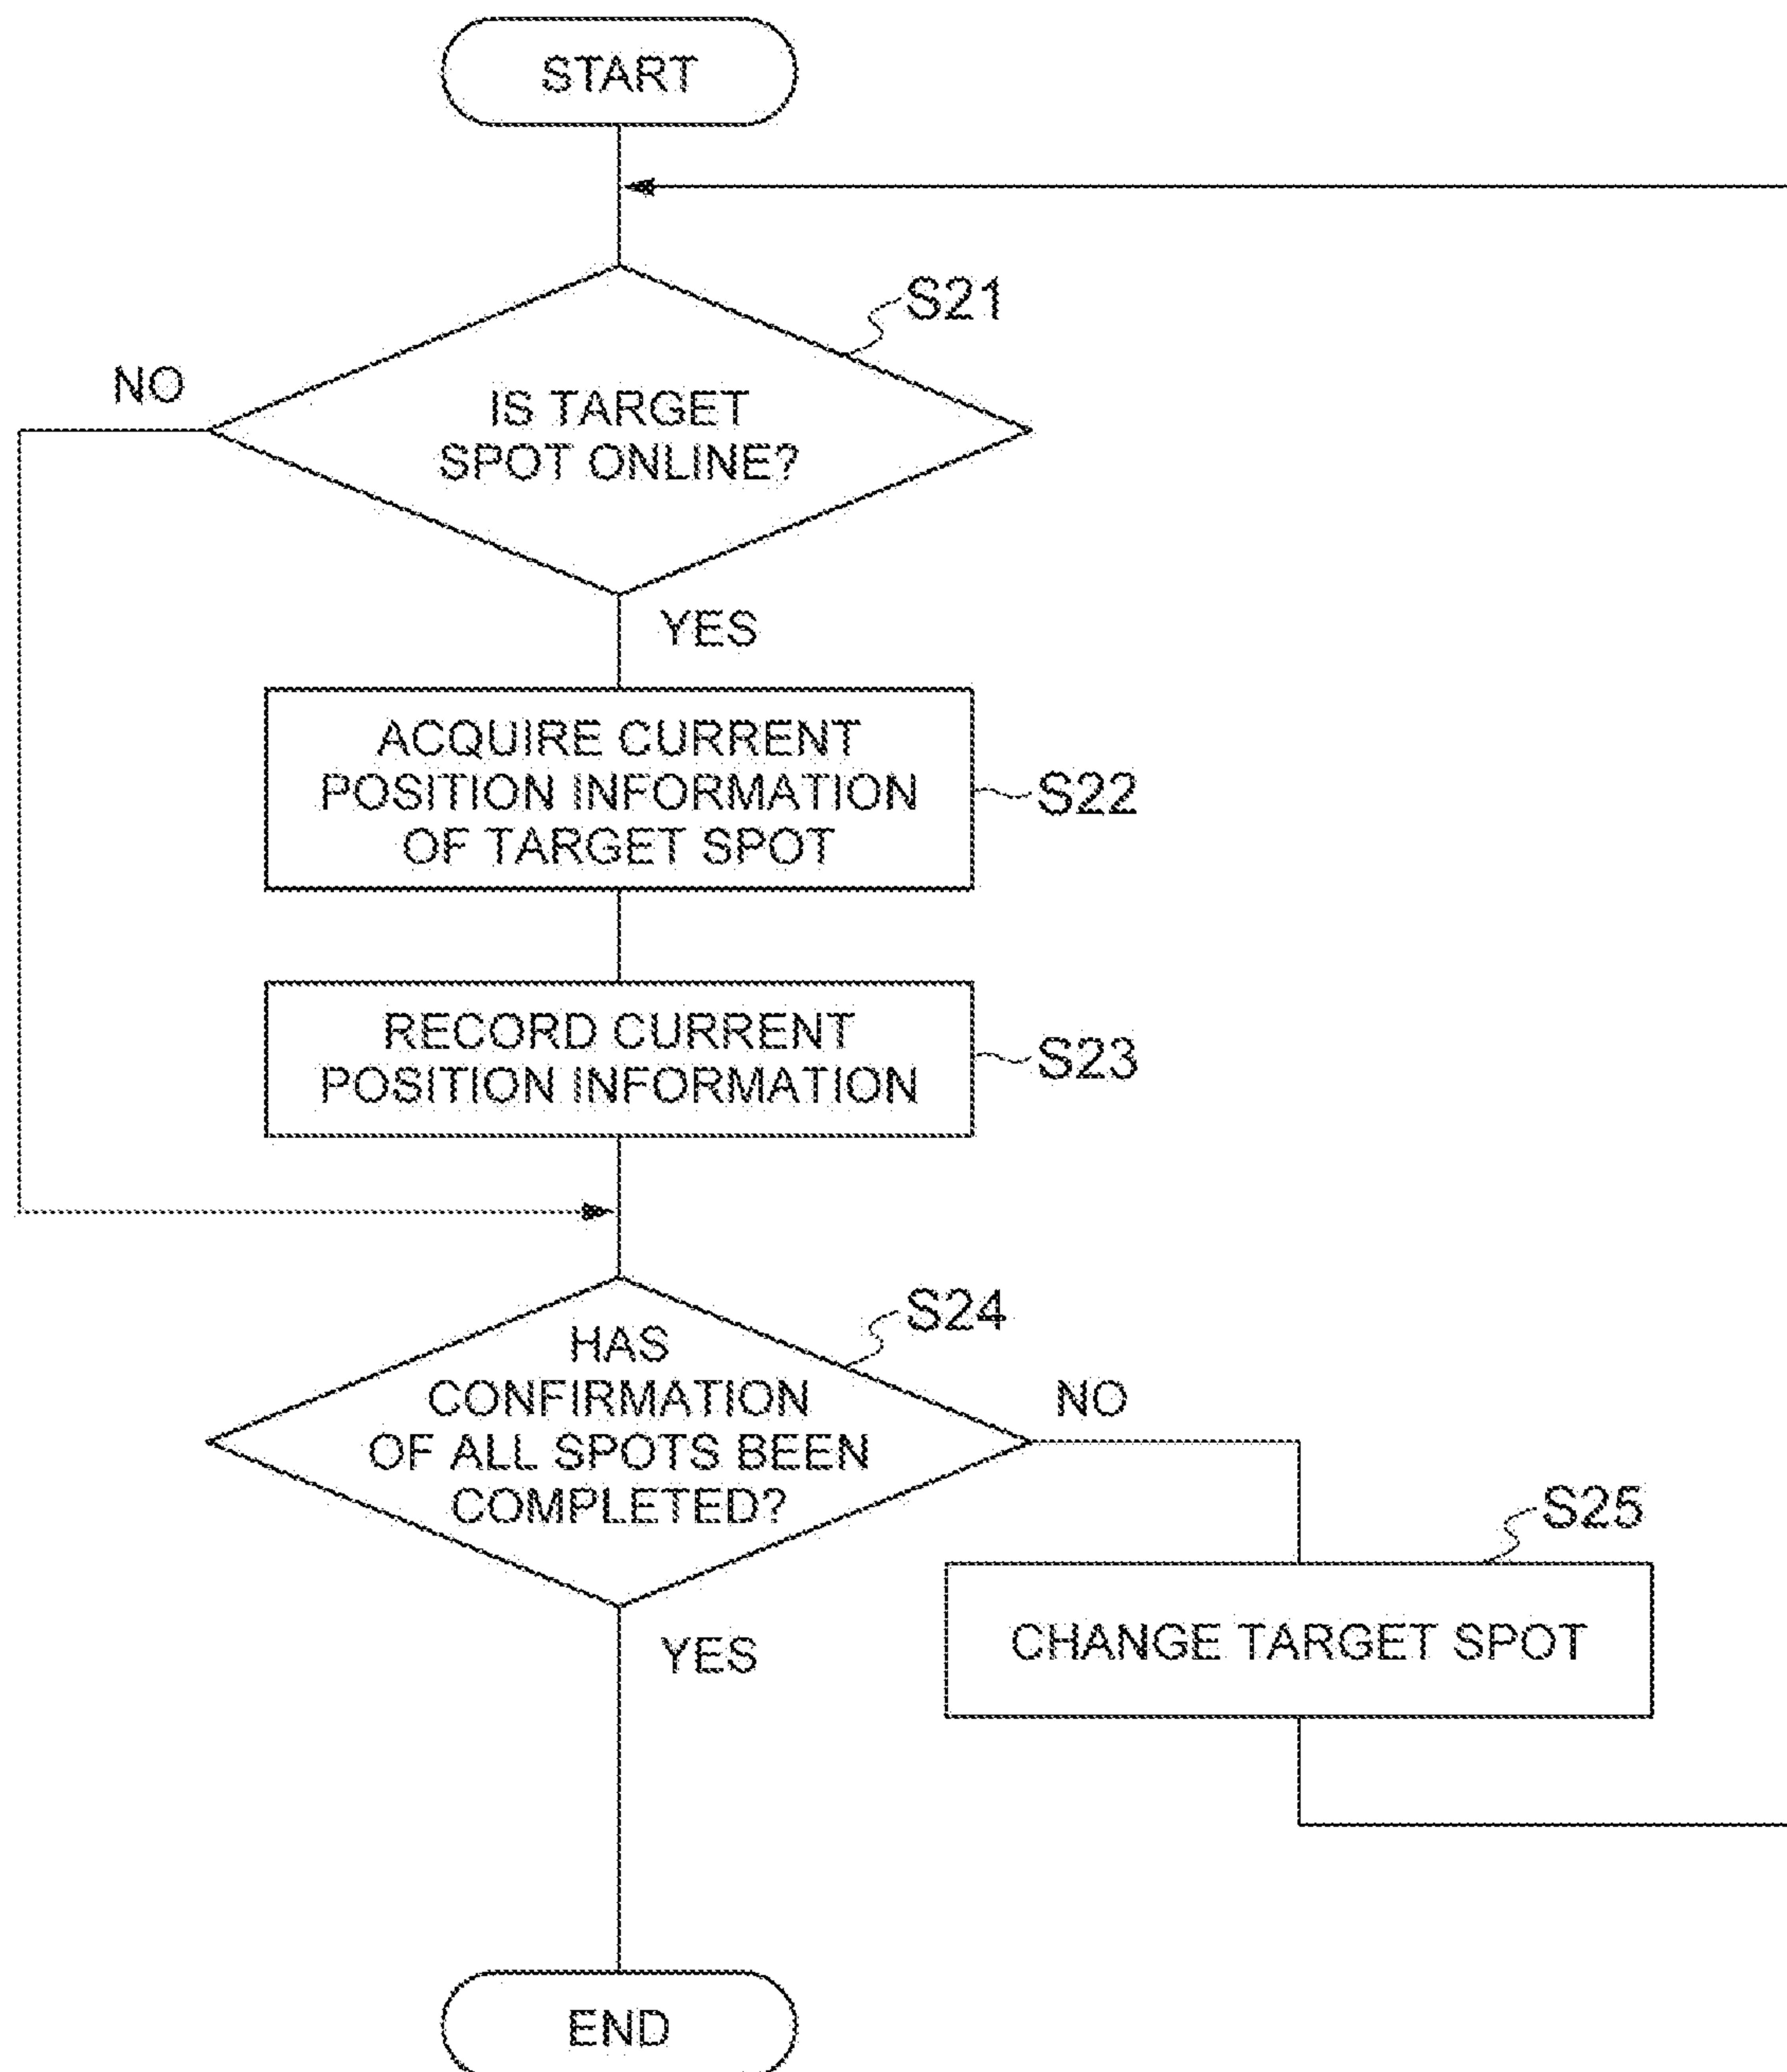 START
S21
NO
IS TARGET
SPOT ONLINE?
YES
ACQUIRE CURRENT
POSITION INFORMATION
OF TARGET SPOT
S22
RECORD CURRENT
POSITION INFORMATION
S23
S24
HAS
CONFIRMATION
OF ALL SPOTS BEEN
COMPLETED?
NO
S25
YES
CHANGE TARGET SPOT
END